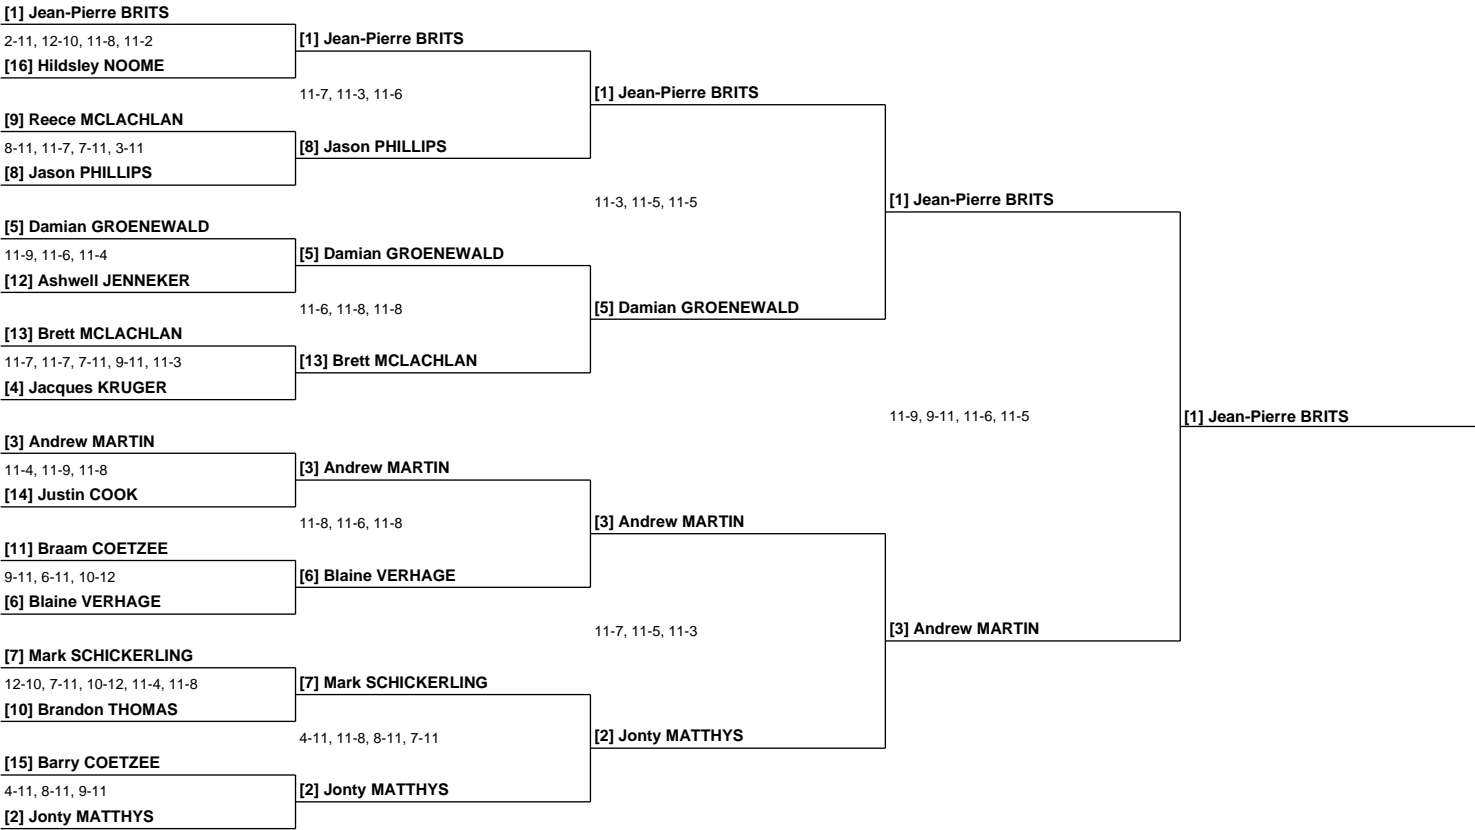 [1] Jean-Pierre BRITS
2-11, 12-10, 11-8, 11-2
[16] Hildsley NOOME
[9] Reece MCLACHLAN
8-11, 11-7, 7-11, 3-11
[8] Jason PHILLIPS
[5] Damian GROENEWALD
11-9, 11-6, 11-4
[12] Ashwell JENNEKER
[13] Brett MCLACHLAN
11-7, 11-7, 7-11, 9-11, 11-3
[4] Jacques KRUGER
[3] Andrew MARTIN
11-4, 11-9, 11-8
[14] Justin COOK
[11] Braam COETZEE
9-11, 6-11, 10-12
[6] Blaine VERHAGE
[7] Mark SCHICKERLING
12-10, 7-11, 10-12, 11-4, 11-8
[10] Brandon THOMAS
[15] Barry COETZEE
4-11, 8-11, 9-11
[2] Jonty MATTHYS
[1] Jean-Pierre BRITS
11-7, 11-3, 11-6
[8] Jason PHILLIPS
[5] Damian GROENEWALD
11-6, 11-8, 11-8
[13] Brett MCLACHLAN
[3] Andrew MARTIN
11-8, 11-6, 11-8
[6] Blaine VERHAGE
[7] Mark SCHICKERLING
4-11, 11-8, 8-11, 7-11
[2] Jonty MATTHYS
[1] Jean-Pierre BRITS
11-3, 11-5, 11-5
[5] Damian GROENEWALD
[3] Andrew MARTIN
11-7, 11-5, 11-3
[2] Jonty MATTHYS
[1] Jean-Pierre BRITS
11-9, 9-11, 11-6, 11-5
[3] Andrew MARTIN
[1] Jean-Pierre BRITS